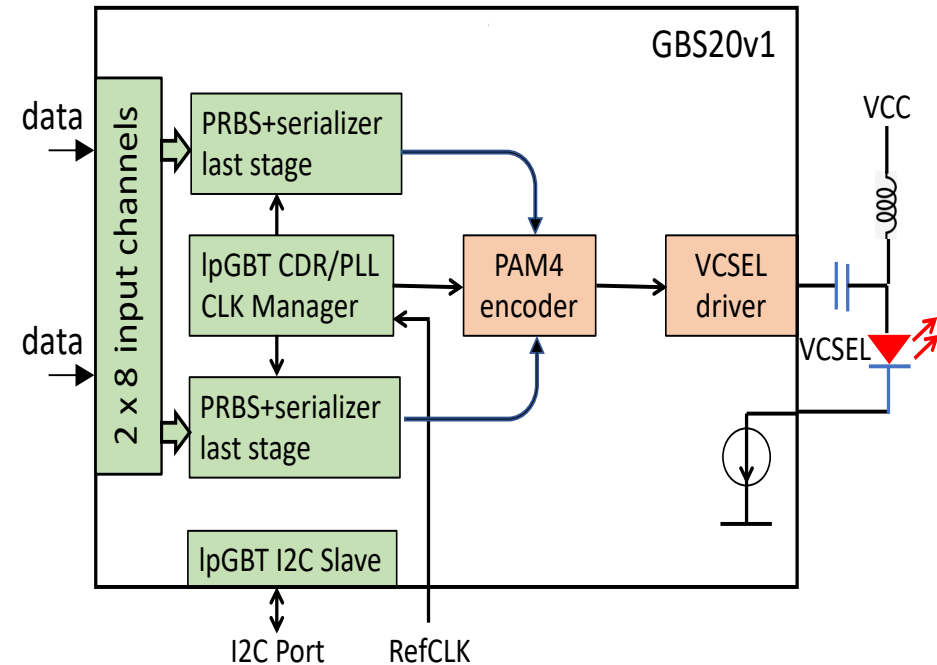 GBS20v1
data
data
2 x 8 input channels
PRBS+serializer
last stage
lpGBT CDR/PLL
CLK Manager
PRBS+serializer
last stage
lpGBT I2C Slave
PAM4
encoder
VCSEL
driver
VCC
VCSEL
I2C Port
RefCLK